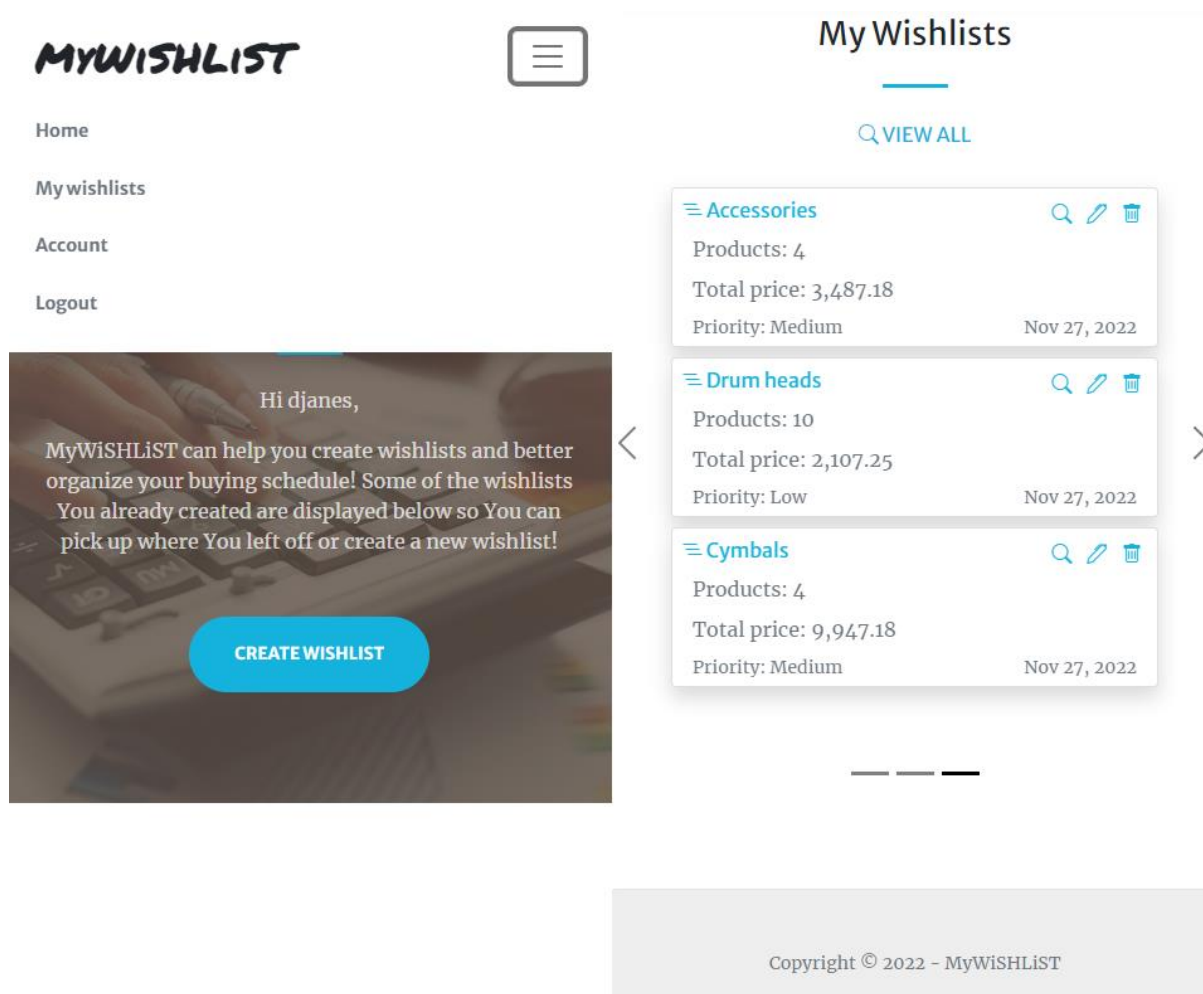 MyWiSHLiST
Home
My wishlists
Account
Logout
Hi djanes,
MyWiSHLiST can help you create wishlists and better
organize your buying schedule! Some of the wishlists
You already created are displayed below so You can
pick up where You left off or create a new wishlist!
CREATE WISHLIST
My Wishlists
VIEW ALL
Accessories
Products: 4
Total price: 3,487.18
Priority: Medium Nov 27, 2022
Drum heads
Products: 10
Total price: 2,107.25
Priority: Low Nov 27, 2022
Cymbals
Products: 4
Total price: 9,947.18
Priority: Medium Nov 27, 2022
Copyright © 2022 - MyWiSHLiST